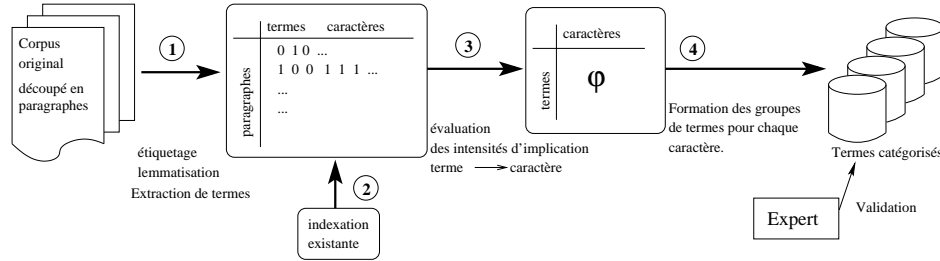 Corpus
original
découpé en
paragraphes
1
étiquetage
lemmatisation
Extraction de termes
termes caractères
paragraphes
0 1 0 ...
1 0 0 1 1 1 ...
...
...
2
indexation
existante
3
évaluation
des intensités d'implication
terme → caractère
caractères
termes
φ
4
Formation des groupes
de termes pour chaque
caractère.
Termes catégorisés
Expert
Validation